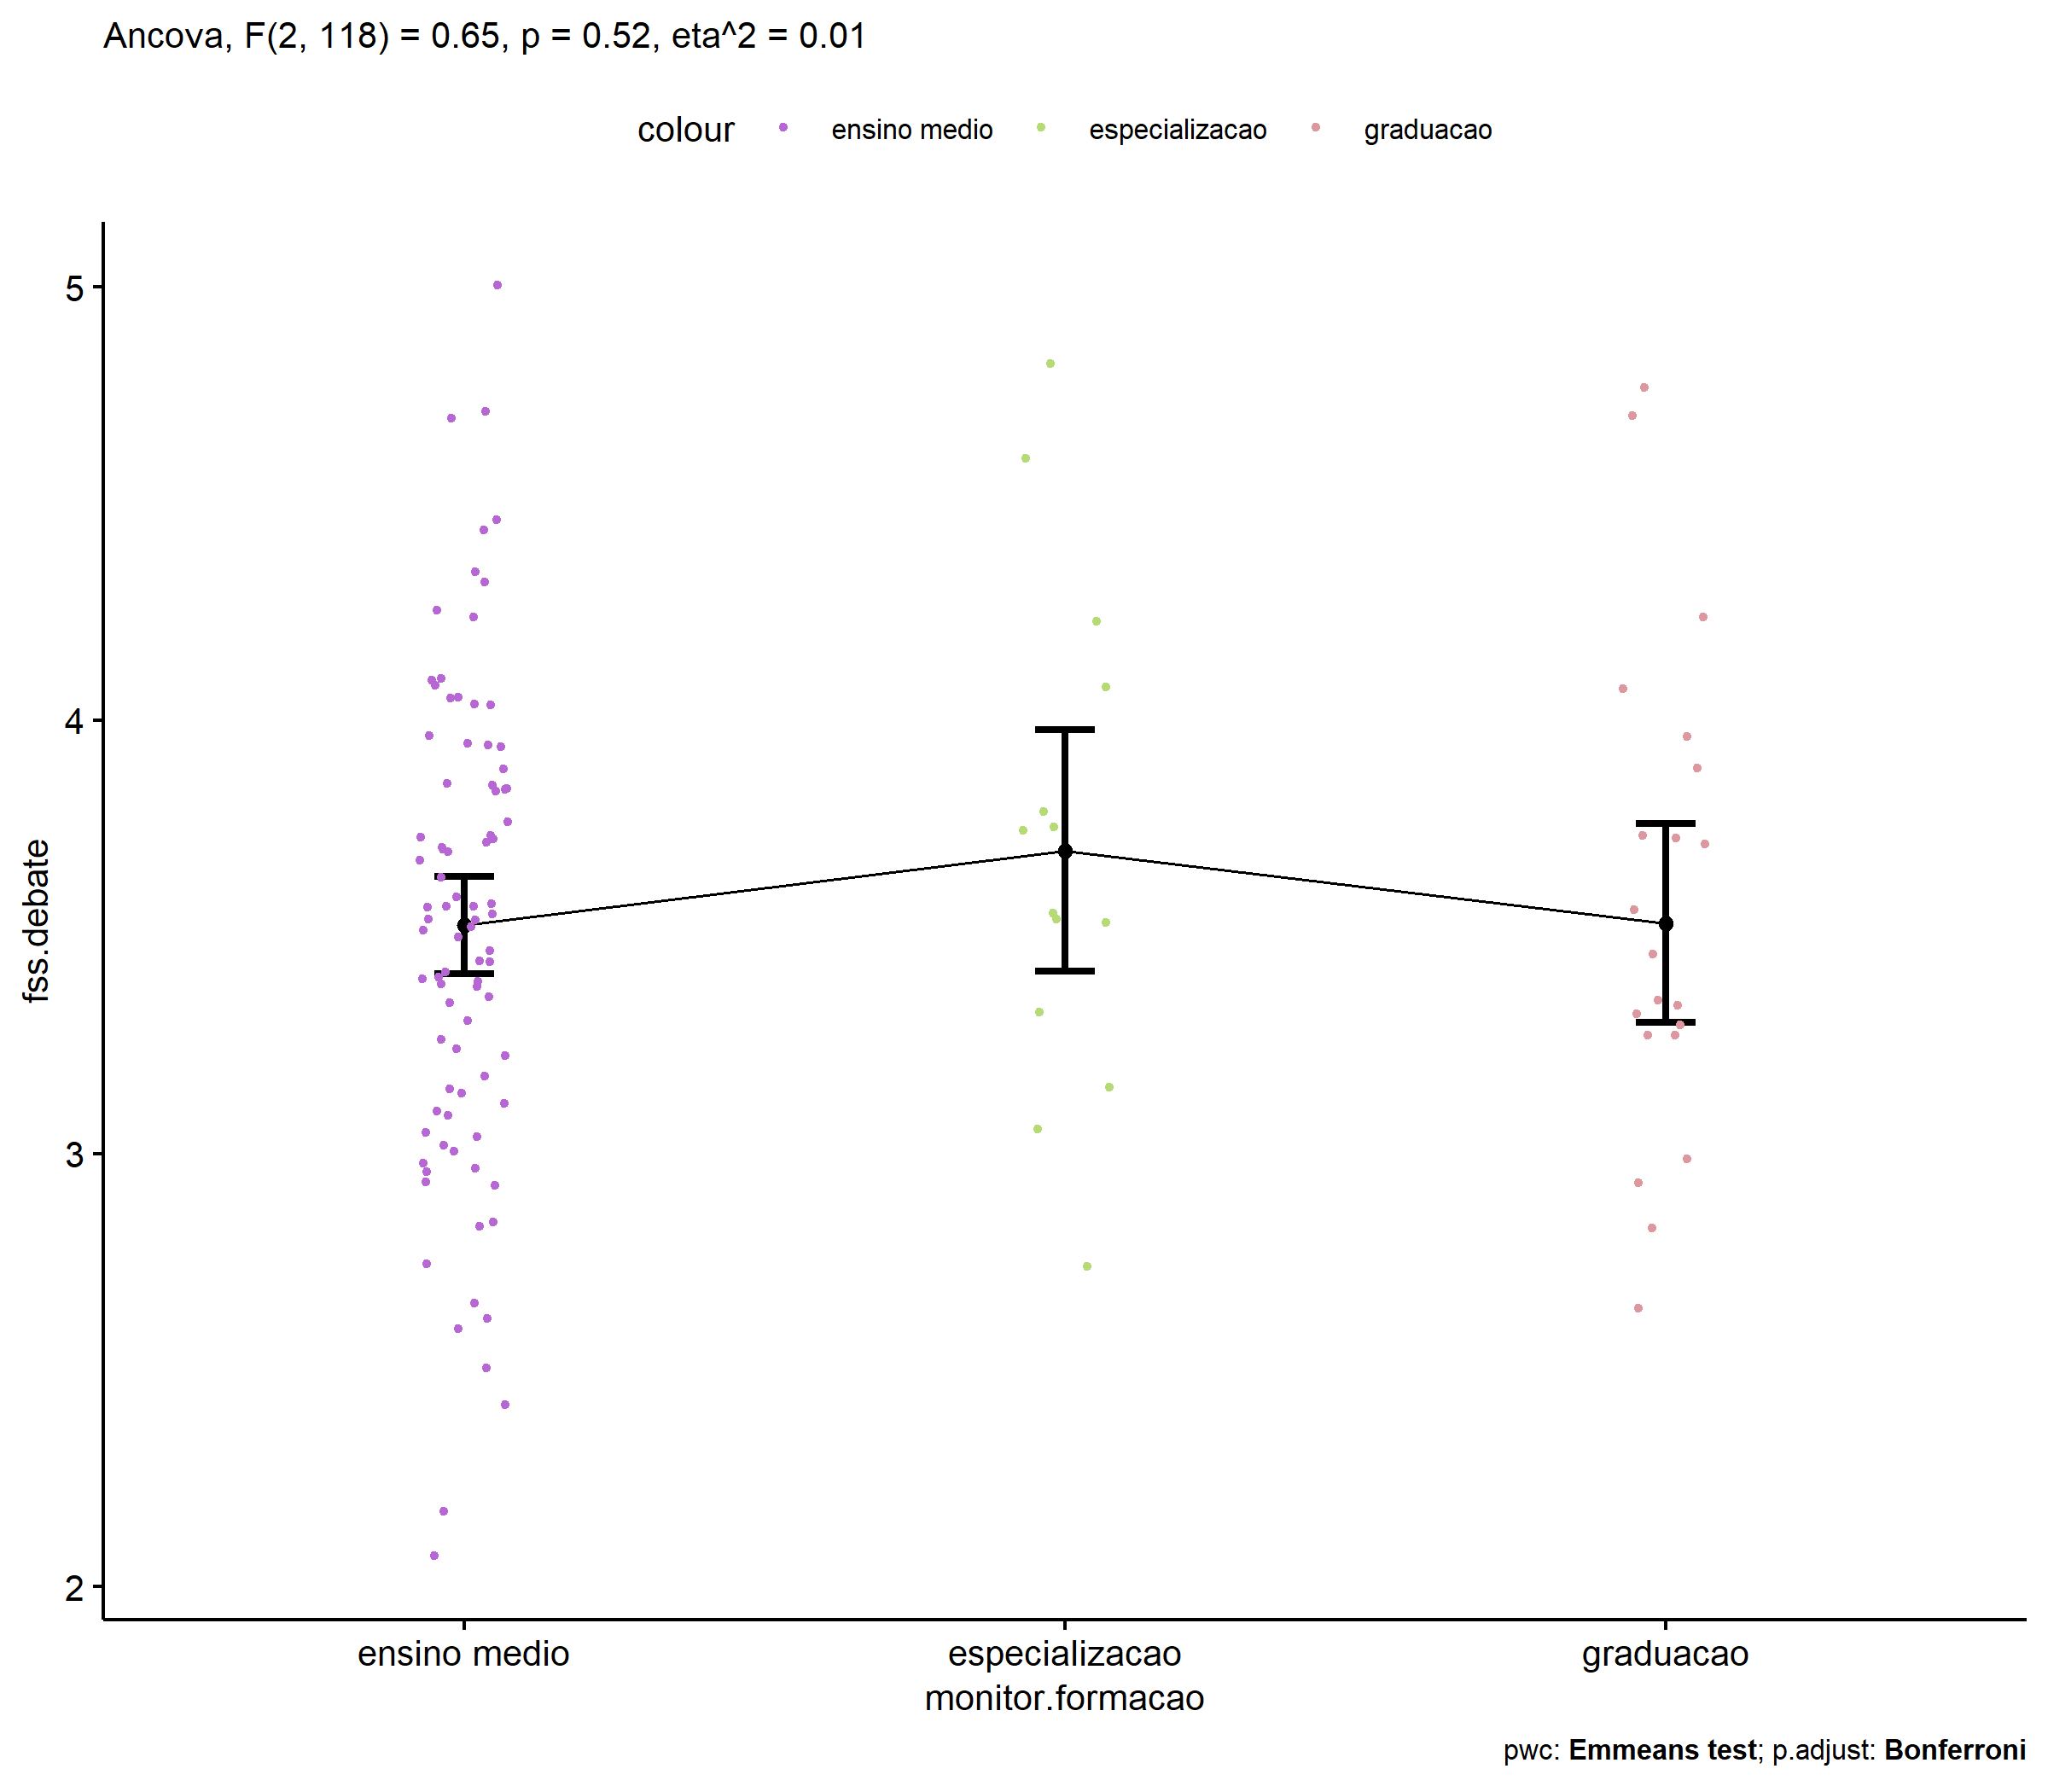 Ancova, F(2, 118) = 0.65, p = 0.52, eta^2 = 0.01
colour ensino medio especializacao graduacao
5
4
3
2
fss.debate
ensino medio especializacao graduacao
monitor.formacao
pwc: Emmeans test; p.adjust: Bonferroni